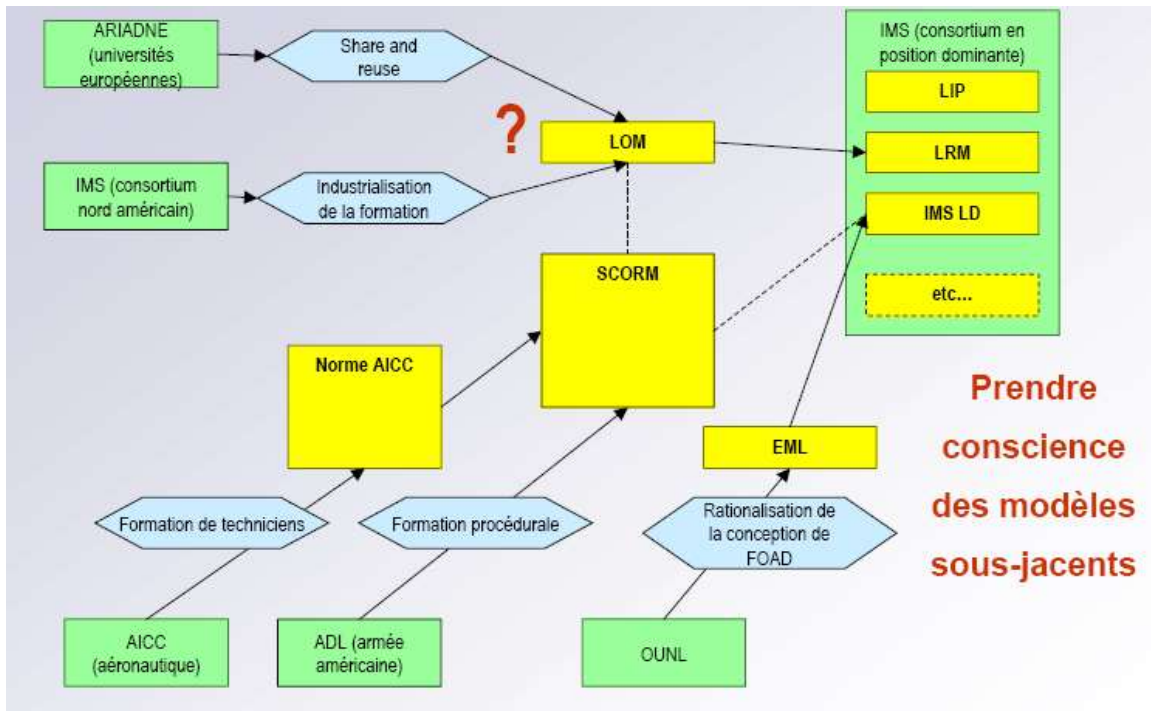 ARIADNE
(universités
européennes)
Share and
reuse
IMS (consortium en
position dominante)
LIP
?
LOM
LRM
IMS (consortium
nord américain)
Industrialisation
de la formation
IMS LD
SCORM
etc...
Norme AICC
Prendre
conscience
des modèles
sous-jacents
EML
Formation de techniciens
Formation procédurale
Rationalisation de
la conception de
FOAD
AICC
(aéronautique)
ADL (armée
américaine)
OUNL